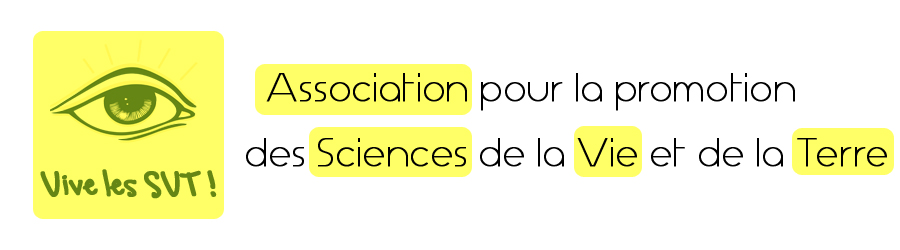 Vive les SVT !
Association pour la promotion
des Sciences de la Vie et de la Terre